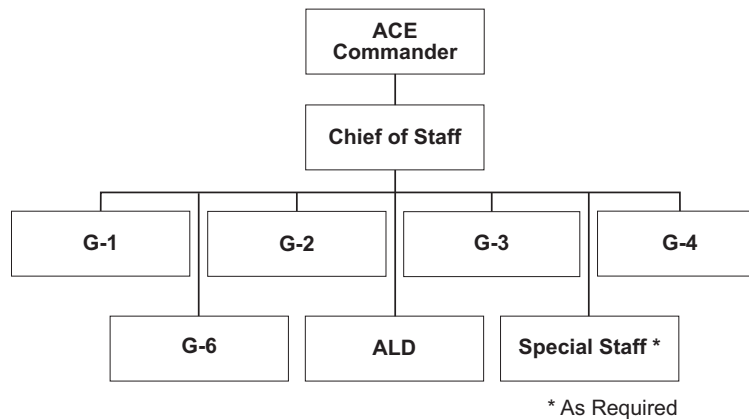 ACE
Commander
Chief of Staff
G-1
G-2
G-3
G-4
G-6
ALD
Special Staff *
* As Required